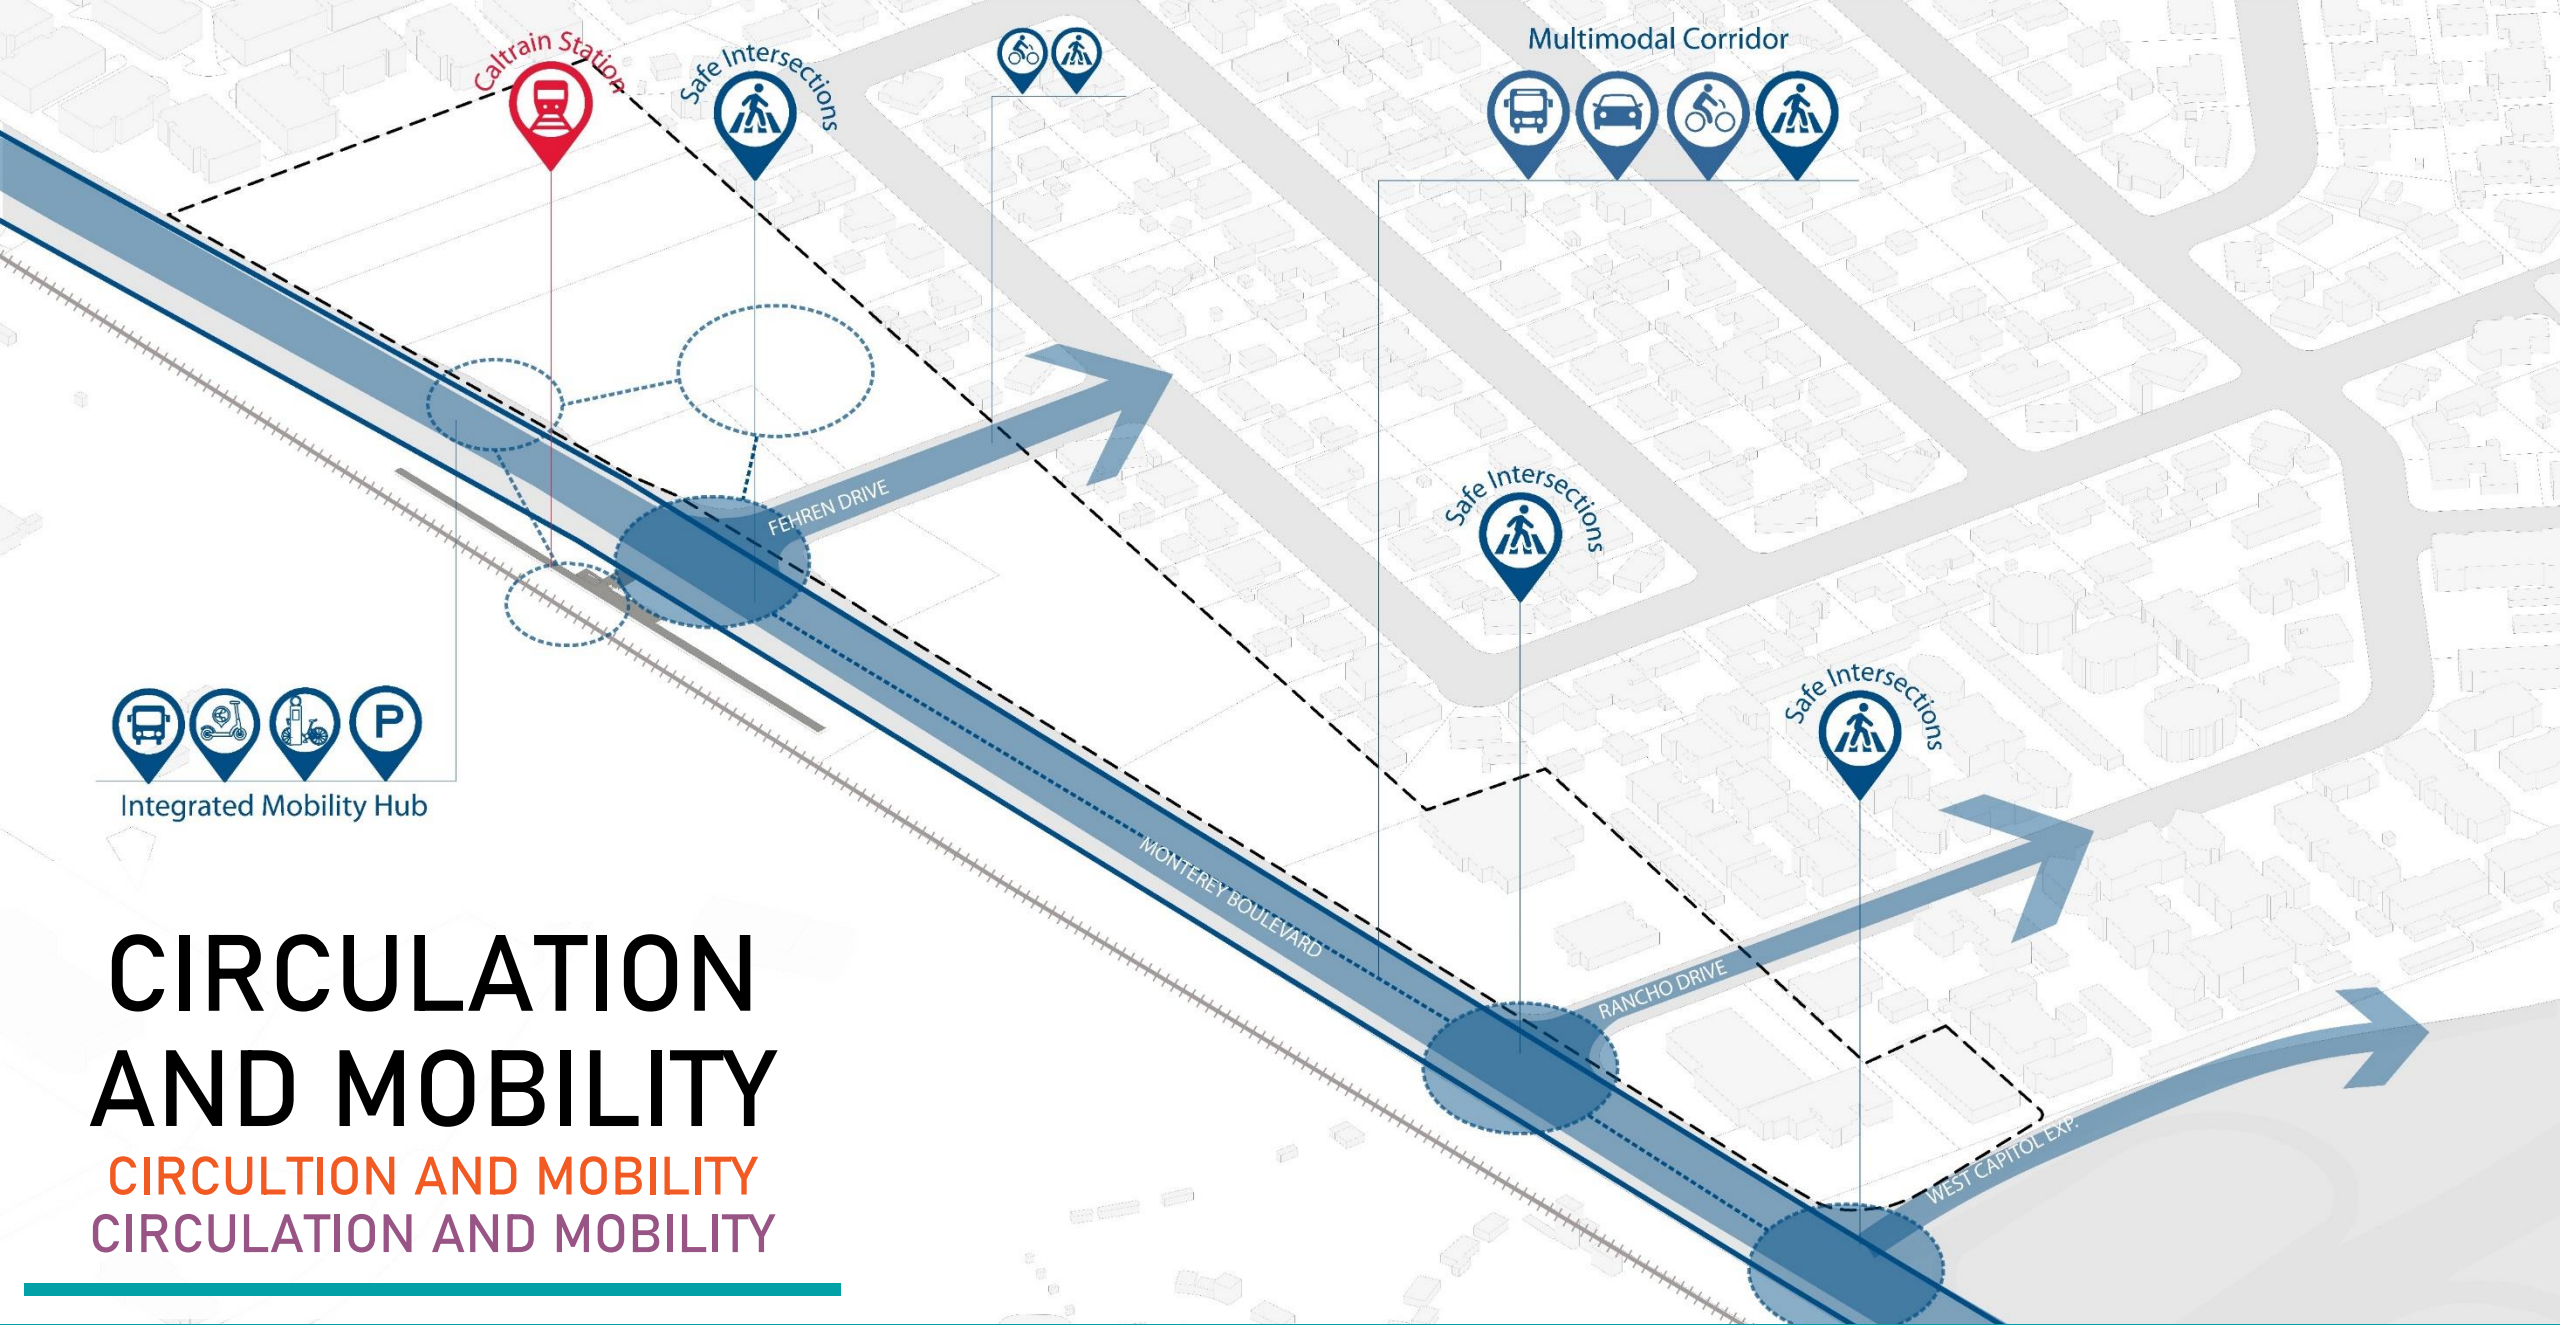 Caltrain Station
Safe Intersections
Multimodal Corridor
FEHREN DRIVE
Safe Intersections
Safe Intersections
P
Integrated Mobility Hub
MONTEREY BOULEVARD
RANCHO DRIVE
WEST CAPITOL EXP.
CIRCULATION
AND MOBILITY
CIRCULTION AND MOBILITY
CIRCULATION AND MOBILITY